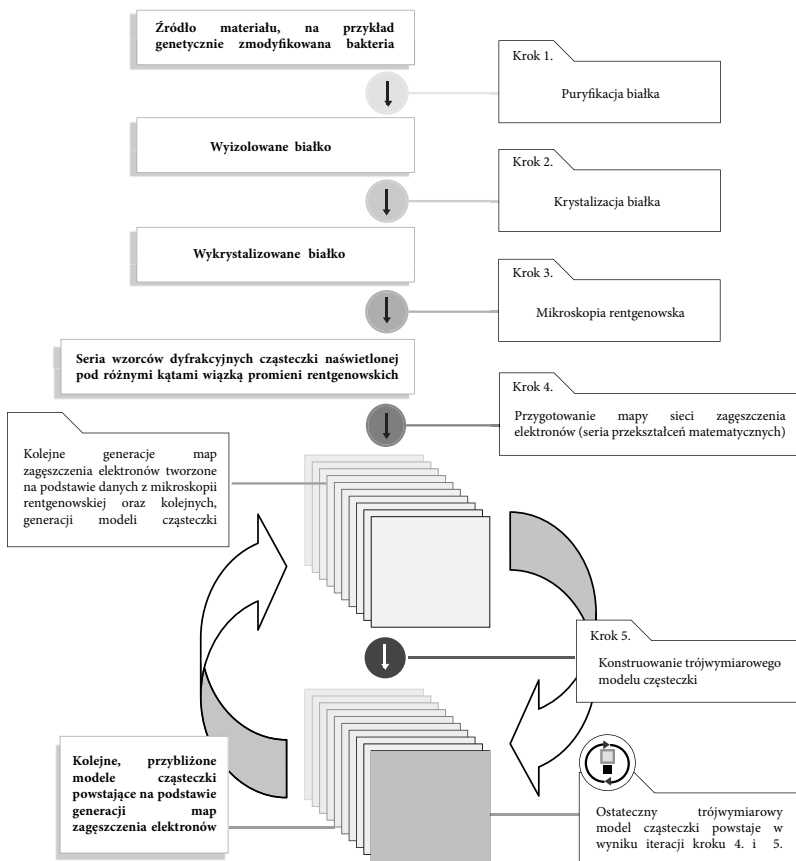 Źródło materiału, na przykład
genetycznie zmodyfikowana bakteria
Krok 1.
Puryfikacja białka
Wyizolowane białko
Krok 2.
Krystalizacja białka
Wykrystalizowane białko
Krok 3.
Mikroskopia rentgenowska
Seria wzorców dyfrakcyjnych cząsteczki naświetlonej
pod różnymi kątami wiązką promieni rentgenowskich
Krok 4.
Przygotowanie mapy sieci zagęszczenia
elektronów (seria przekształceń matematycznych)
Kolejne generacje map
zagęszczenia elektronów tworzone
na podstawie danych z mikroskopii
rentgenowskiej oraz kolejnych,
generacji modeli cząsteczki
Krok 5.
Konstruowanie trójwymiarowego
modelu częsteczki
Kolejne, przybliżone
modele cząsteczki
powstające na podstawie
generacji map
zagęszczenia elektronów
Ostateczny trójwymiarowy
model cząsteczki powstaje w
wyniku iteracji kroku 4. i 5.